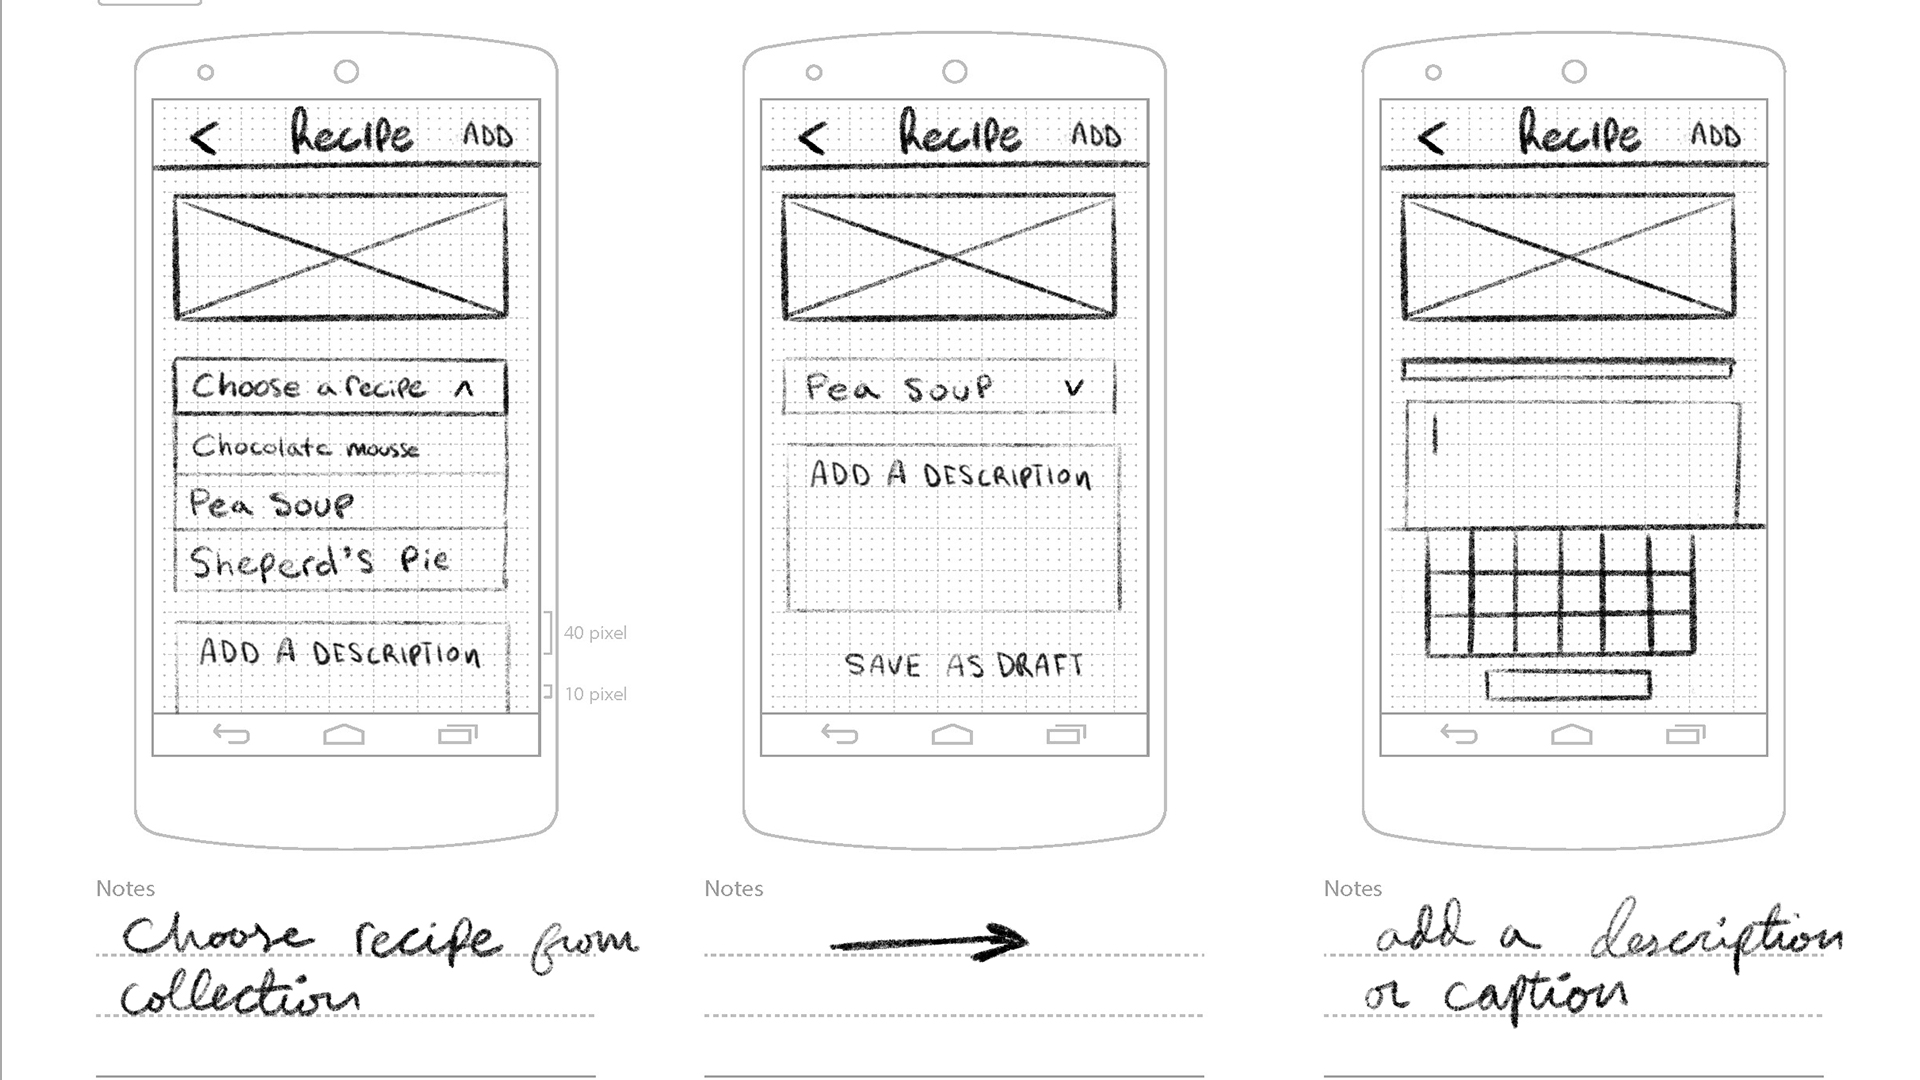 < Recipe ADD
Choose a recipe ^
Chocolate mousse
Pea Soup
Sheperd's Pie
ADD A DESCRIPTION
40 pixel
10 pixel
Notes
Choose recipe from
collection
< Recipe ADD
Pea Soup v
ADD A DESCRIPTION
SAVE AS DRAFT
Notes
< Recipe ADD
Notes
add a description
or caption